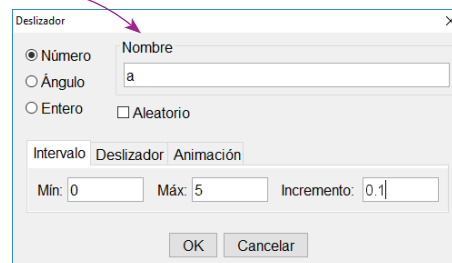 Deslizador
Número
Nombre
a
Ángulo
Entero
Aleatorio
Intervalo Deslizador Animación
Mín: 0 Máx: 5 Incremento: 0.1
OK Cancelar